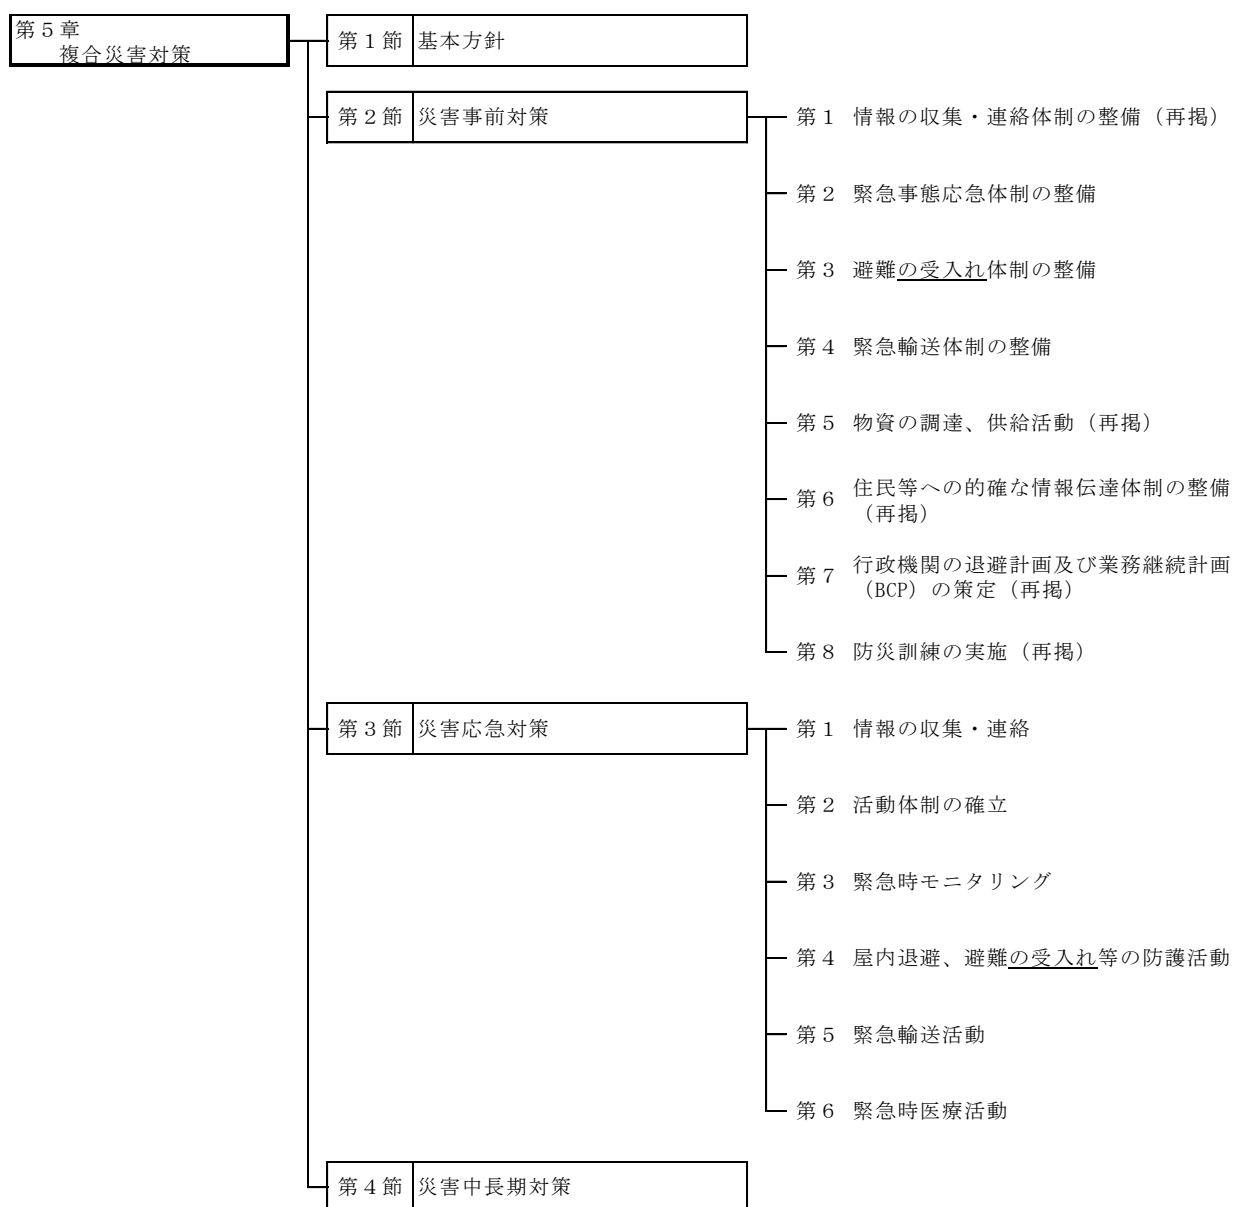 第５章
複合災害対策
第１節 基本方針
第２節 災害事前対策
第１ 情報の収集・連絡体制の整備（再掲）
第２ 緊急事態応急体制の整備
第３ 避難の受入れ体制の整備
第４ 緊急輸送体制の整備
第５ 物資の調達、供給活動（再掲）
第６ 住民等への的確な情報伝達体制の整備
（再掲）
第７ 行政機関の退避計画及び業務継続計画
（BCP）の策定（再掲）
第８ 防災訓練の実施（再掲）
第３節 災害応急対策
第１ 情報の収集・連絡
第２ 活動体制の確立
第３ 緊急時モニタリング
第４ 屋内退避、避難の受入れ等の防護活動
第５ 緊急輸送活動
第６ 緊急時医療活動
第４節 災害中長期対策